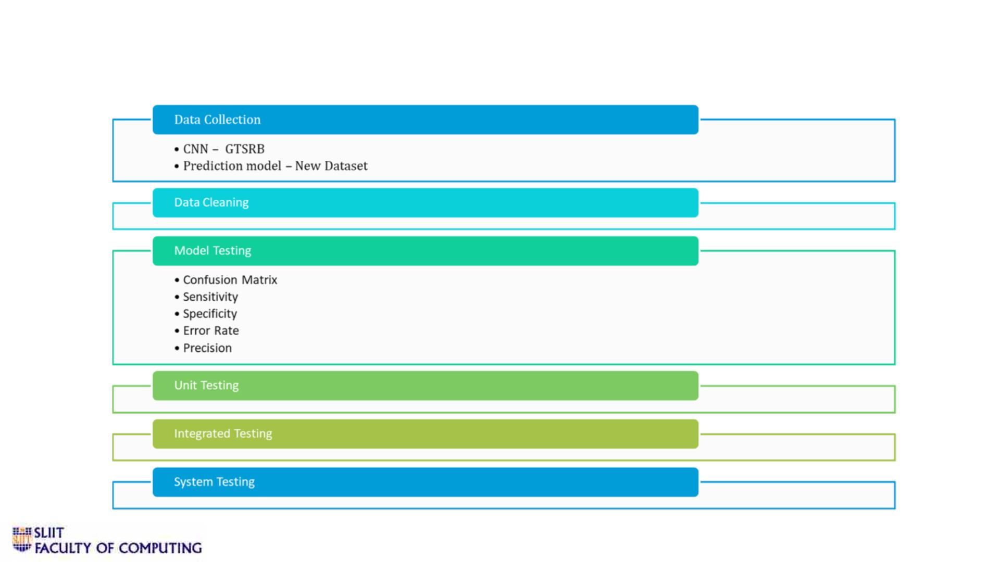 Data Collection
• CNN – GTSRB
• Prediction model – New Dataset
Data Cleaning
Model Testing
• Confusion Matrix
• Sensitivity
• Specificity
• Error Rate
• Precision
Unit Testing
Integrated Testing
System Testing
SLIIT
SLIIT
FACULTY OF COMPUTING